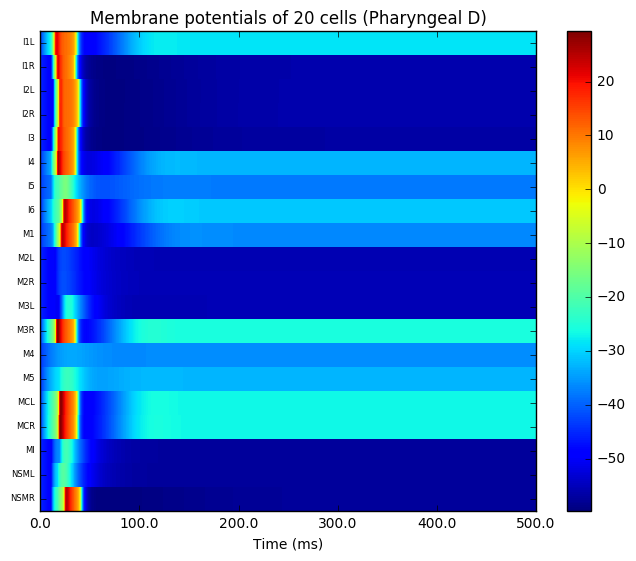 Membrane potentials of 20 cells (Pharyngeal D)
I1L
I1R
I2L
I2R
I3
I4
I5
I6
M1
M2L
M2R
M3L
M3R
M4
M5
MCL
MCR
MI
NSML
NSMR
0.0 100.0 200.0 300.0 400.0 500.0
Time (ms)
20
10
0
−10
−20
−30
−40
−50